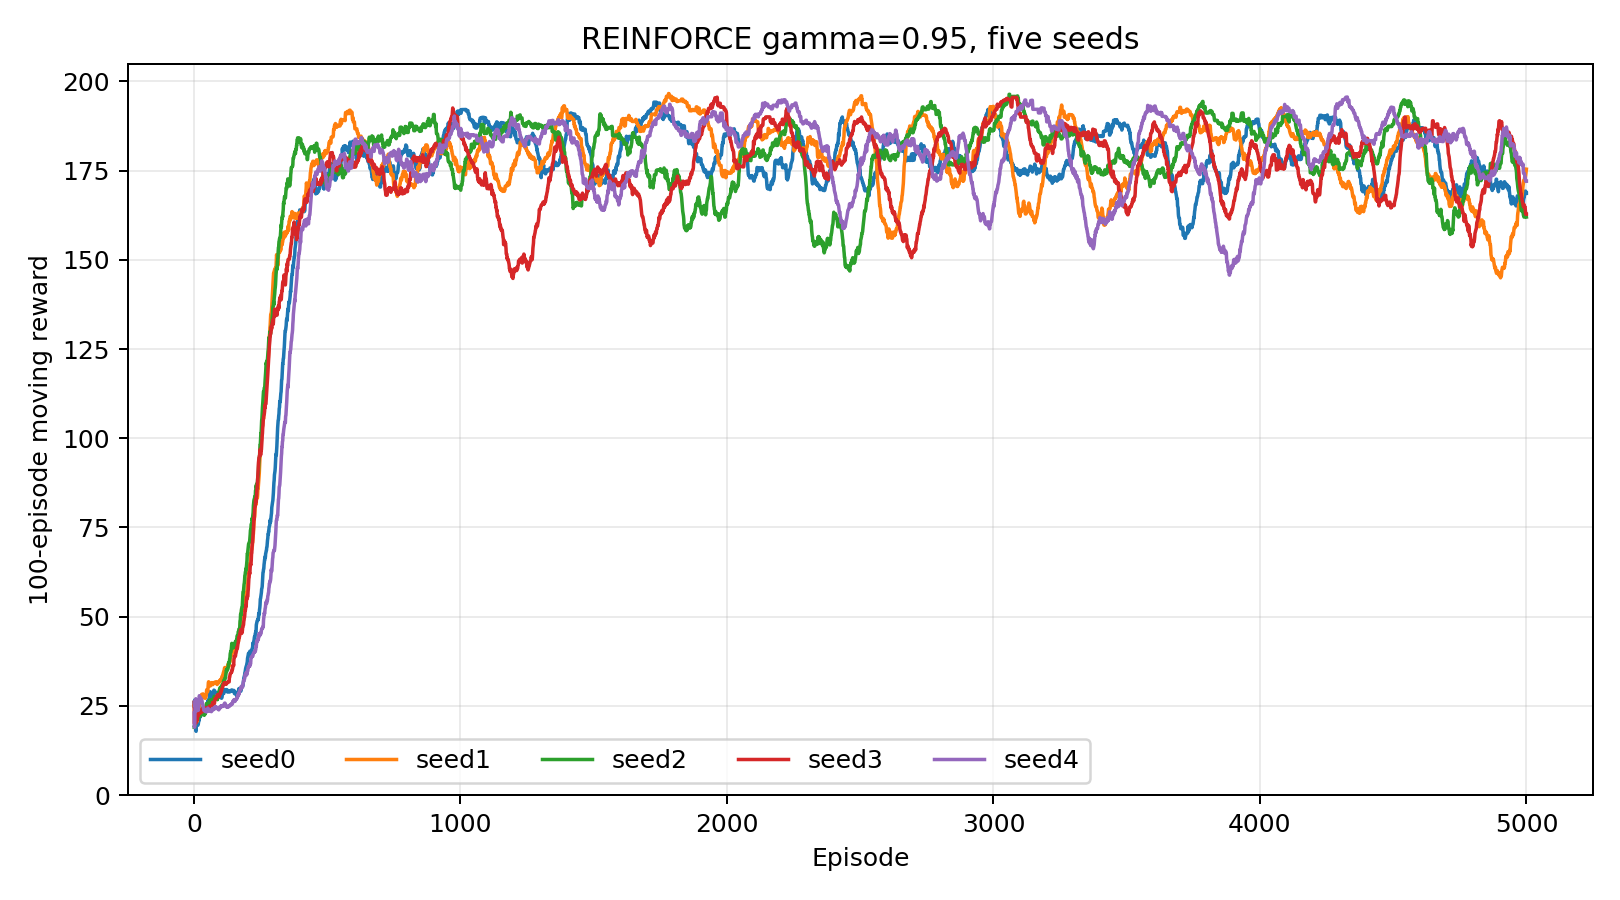 REINFORCE gamma=0.95, five seeds
200
175
150
125
100
75
50
25
0
100-episode moving reward
seed0 seed1 seed2 seed3 seed4
0 1000 2000 3000 4000 5000
Episode